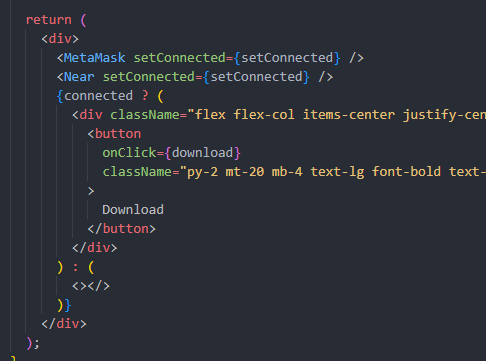 return (
<div>
<MetaMask setConnected={setConnected} />
<Near setConnected={setConnected} />
{connected ? (
<div className="flex flex-col items-center justify-cen
<button
onClick={download}
className="py-2 mt-20 mb-4 text-lg font-bold text-
>
Download
</button>
</div>
) : (
<></>
)}
</div>
);
}